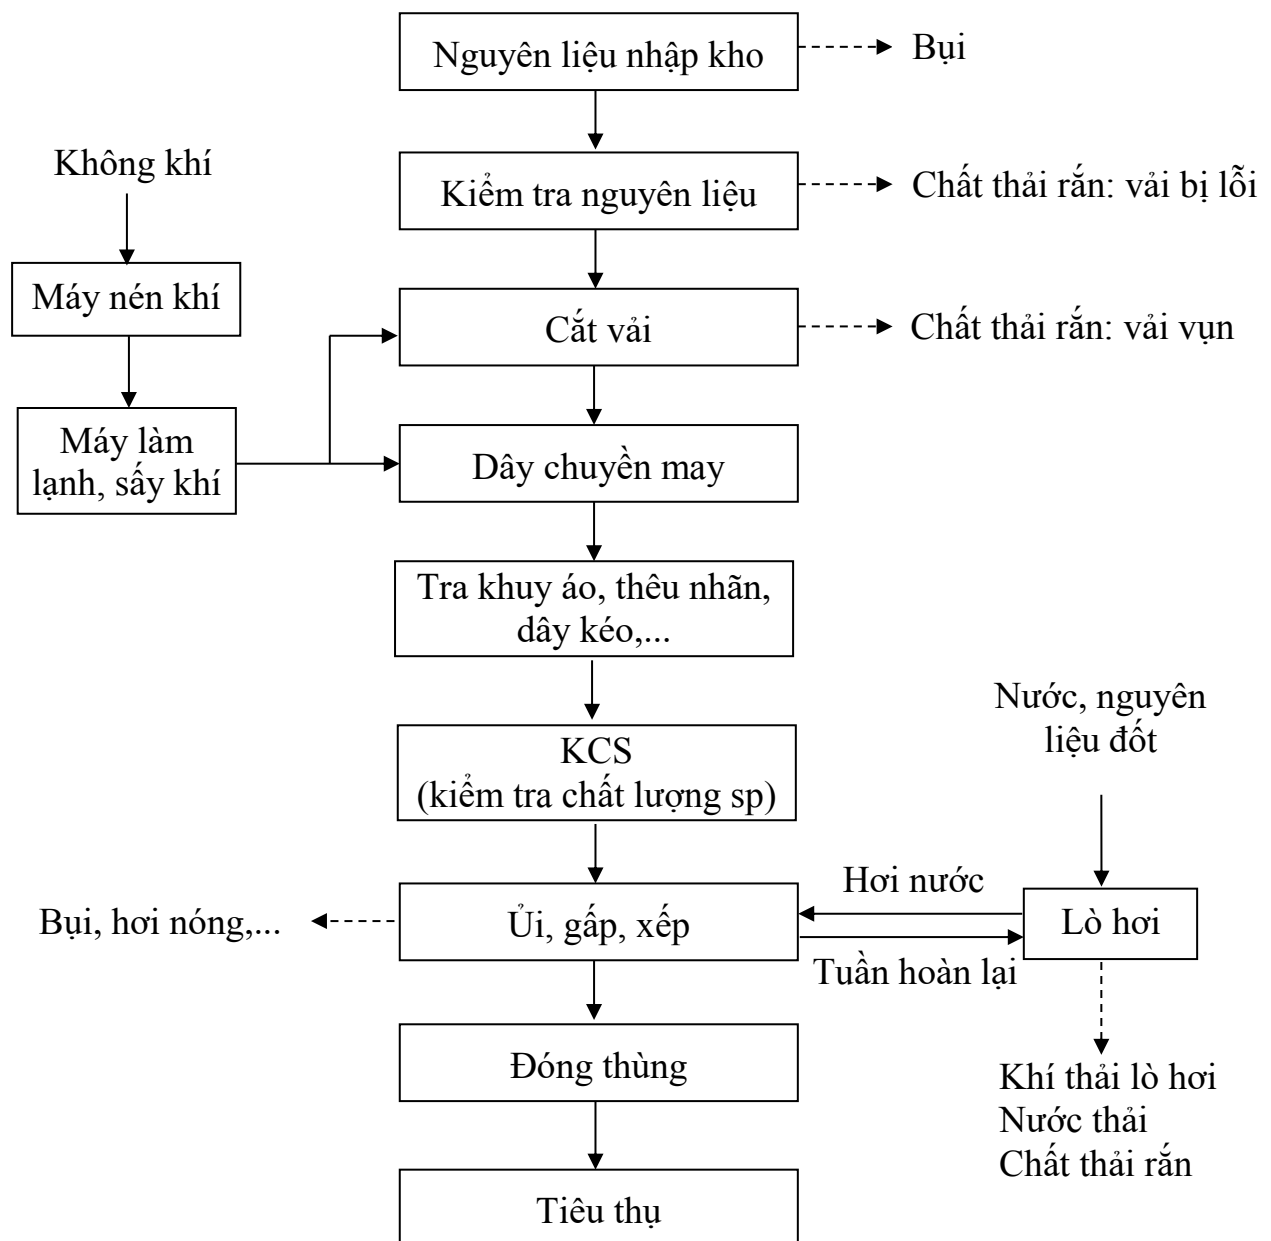 Nguyên liệu nhập kho
Bụi
Không khí
Kiểm tra nguyên liệu
Chất thải rắn: vải bị lỗi
Máy nén khí
Cắt vải
Chất thải rắn: vải vụn
Máy làm
lạnh, sấy khí
Dây chuyền may
Tra khuy áo, thêu nhãn,
dây kéo,...
Nước, nguyên
liệu đốt
KCS
(kiểm tra chất lượng sp)
Hơi nước
Bụi, hơi nóng,...
Ủi, gấp, xếp
Lò hơi
Tuần hoàn lại
Đóng thùng
Khí thải lò hơi
Nước thải
Chất thải rắn
Tiêu thụ